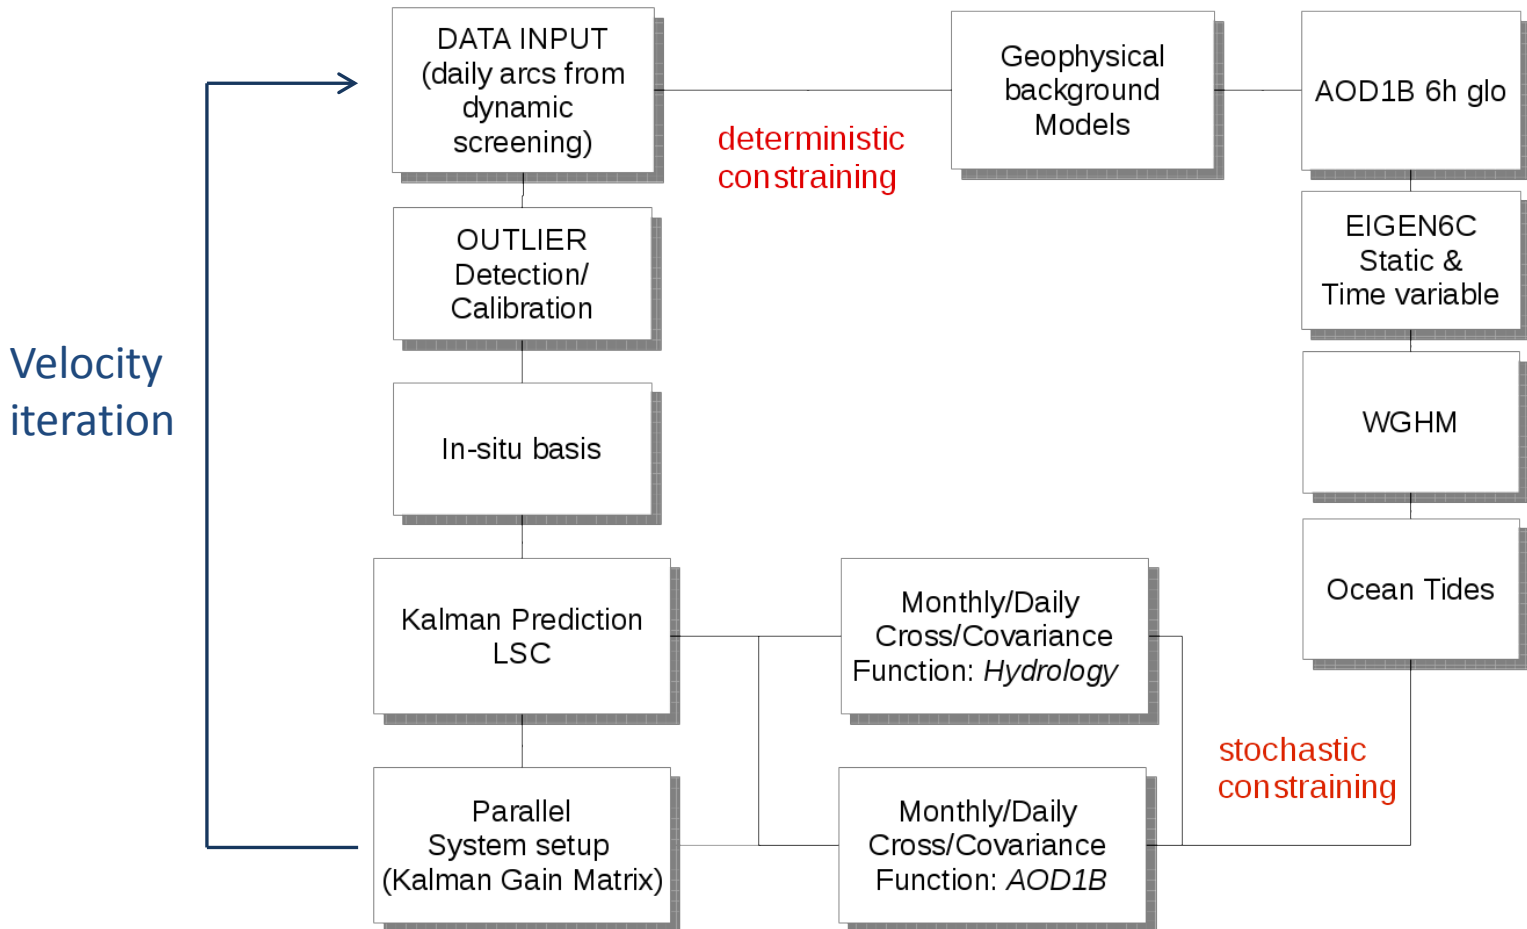 DATA INPUT
(daily arcs from
dynamic
screening)
Geophysical
background
Models
AOD1B 6h glo
deterministic
constraining
OUTLIER
Detection/
Calibration
EIGEN6C
Static &
Time variable
Velocity
iteration
In-situ basis
WGHM
Kalman Prediction
LSC
Monthly/Daily
Cross/Covariance
Function: Hydrology
Ocean Tides
stochastic
constraining
Parallel
System setup
(Kalman Gain Matrix)
Monthly/Daily
Cross/Covariance
Function: AOD1B